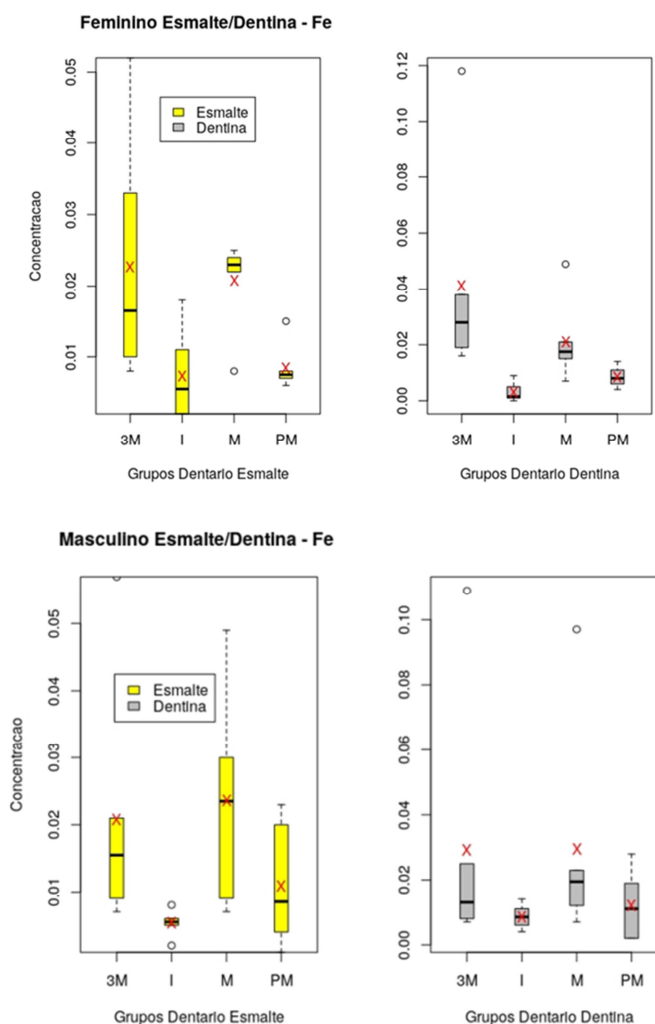 Feminino Esmalte/Dentina - Fe
Concentracao
0.05
0.04
0.03
0.02
0.01
Esmalte
Dentina
3M I M PM
Grupos Dentario Esmalte
0.12
0.10
0.08
0.06
0.04
0.02
0.00
3M I M PM
Grupos Dentario Dentina
Masculino Esmalte/Dentina - Fe
Concentracao
0.05
0.04
0.03
0.02
0.01
Esmalte
Dentina
3M I M PM
Grupos Dentario Esmalte
0.10
0.08
0.06
0.04
0.02
0.00
3M I M PM
Grupos Dentario Dentina